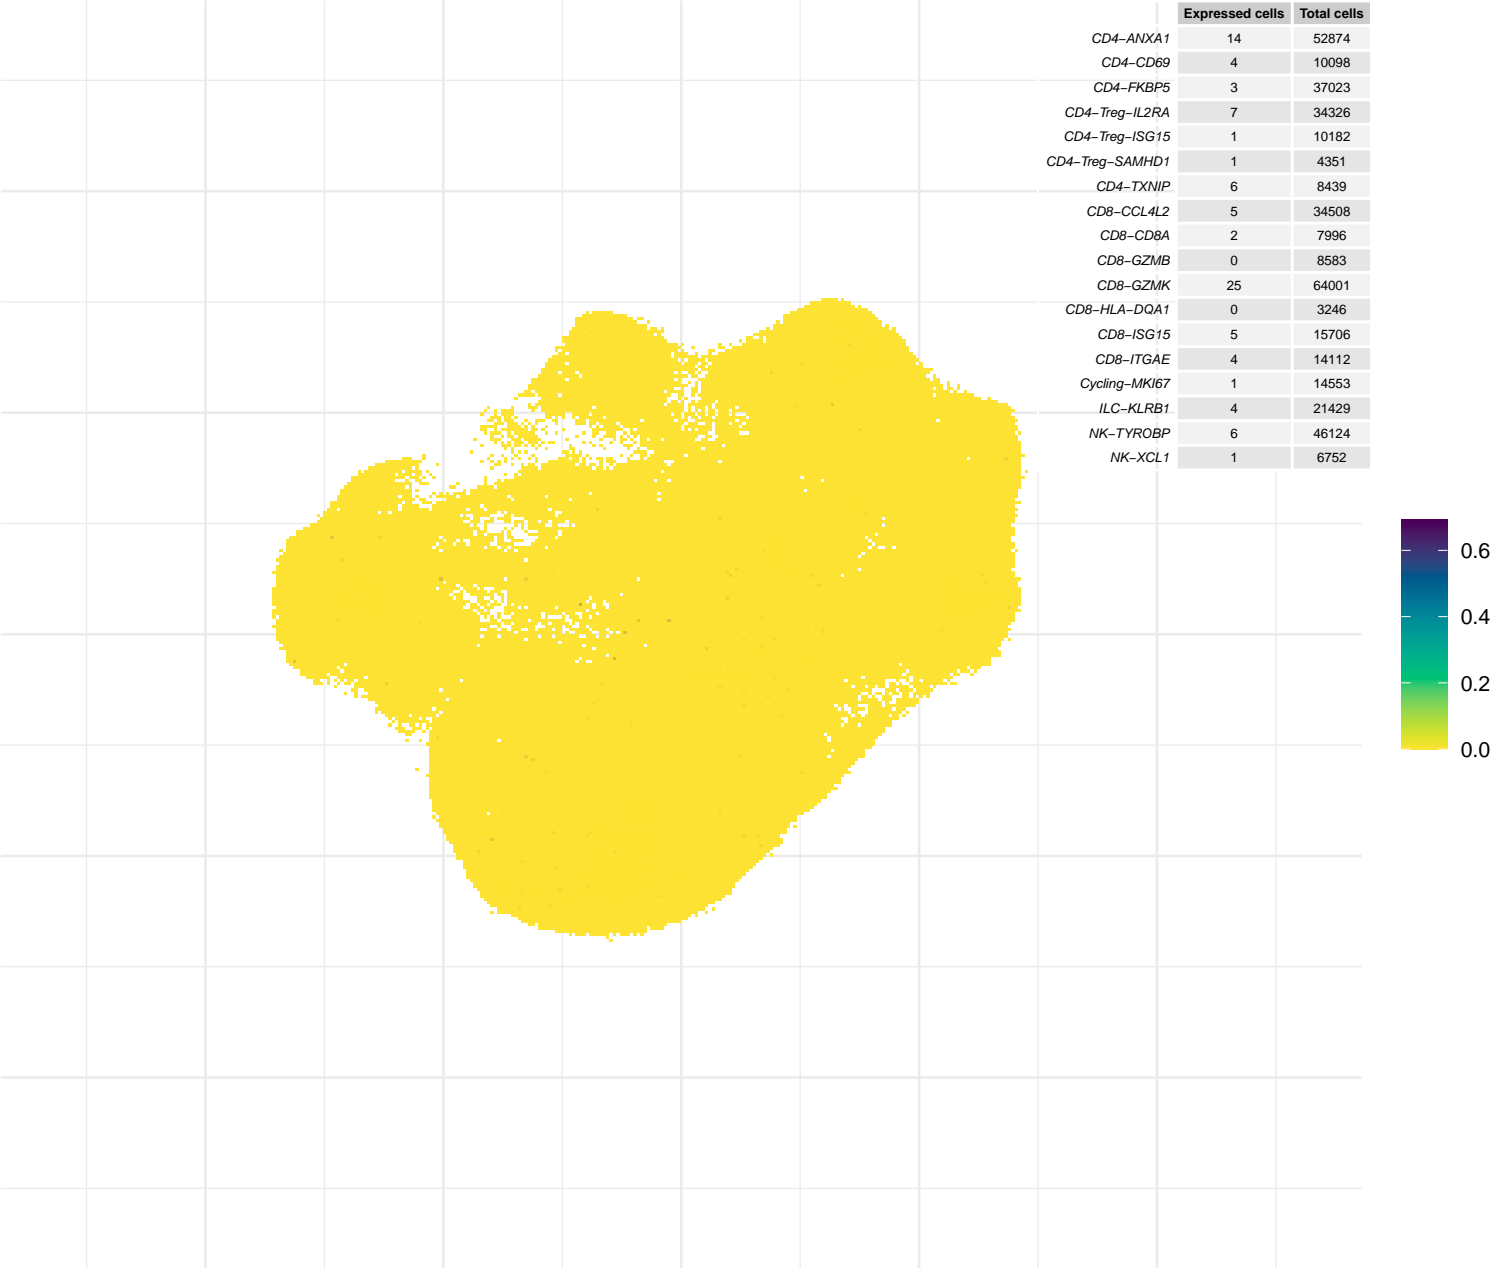 Expressed cells Total cells
CD4−ANXA1 14 52874
CD4−CD69 4 10098
CD4−FKBP5 3 37023
CD4−Treg−IL2RA 7 34326
CD4−Treg−ISG15 1 10182
CD4−Treg−SAMHD1 1 4351
CD4−TXNIP 6 8439
CD8−CCL4L2 5 34508
CD8−CD8A 2 7996
CD8−GZMB 0 8583
CD8−GZMK 25 64001
CD8−HLA−DQA1 0 3246
CD8−ISG15 5 15706
CD8−ITGAE 4 14112
Cycling−MKI67 1 14553
ILC−KLRB1 4 21429
NK−TYROBP 6 46124
NK−XCL1 1 6752
0.6
0.4
0.2
0.0